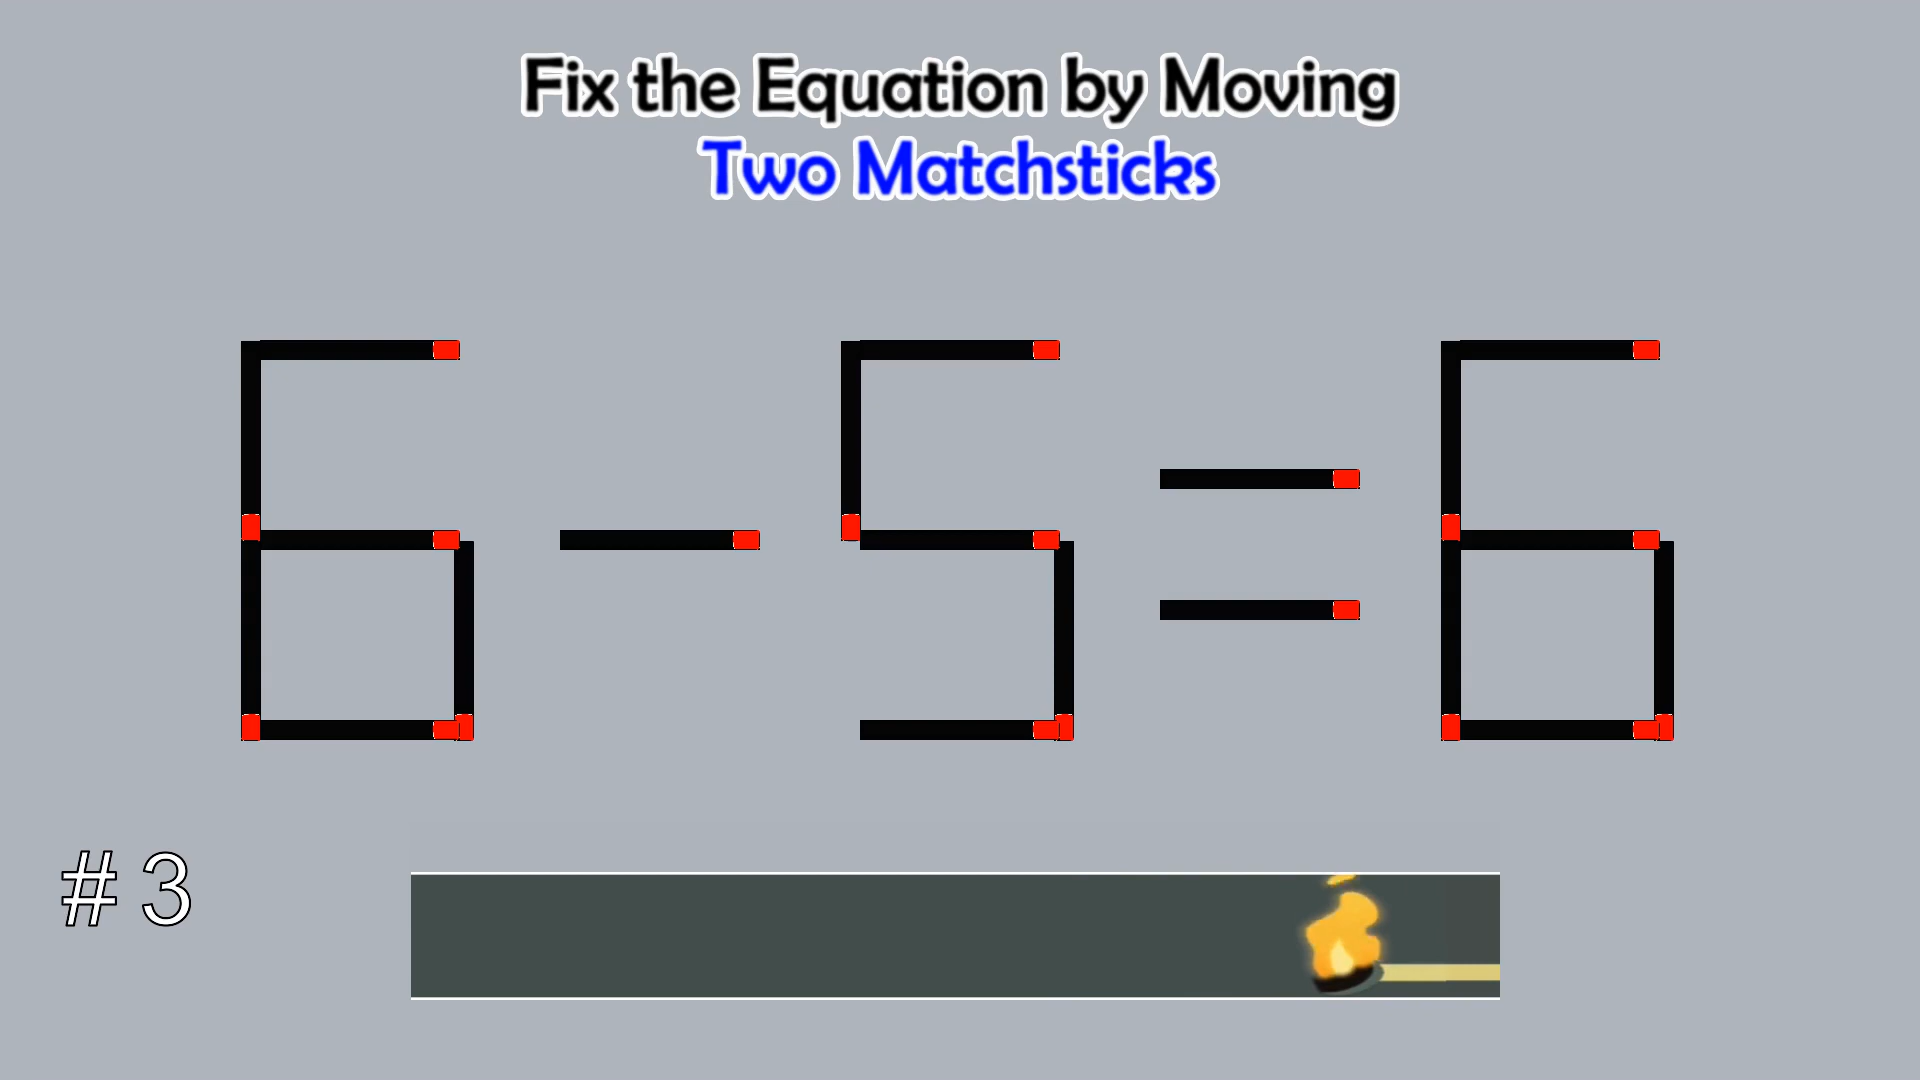 Fix the Equation by Moving
Two Matchsticks
6 - 5 = 6
# 3